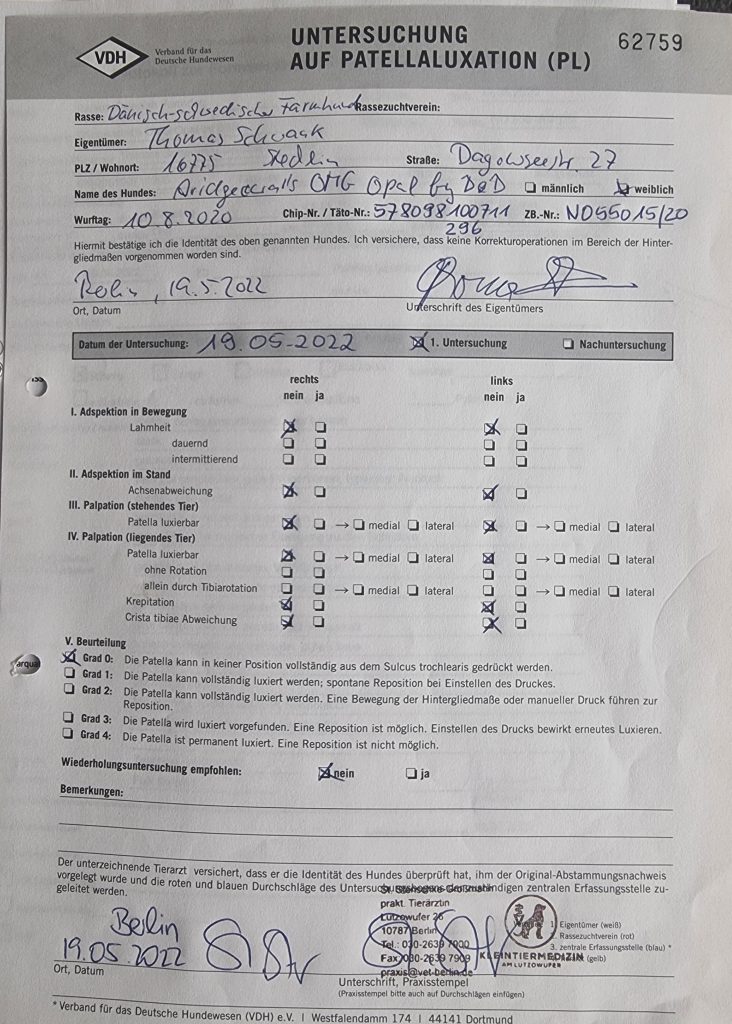 VDH
Verband für das
Deutsche Hundewesen
UNTERSUCHUNG
AUF PATELLALUXATION (PL)
62759
Rasse: Dänisch-schwedischer Farmhund Rassezuchtverein:
Eigentümer: Thomas Schwark
PLZ / Wohnort: 16775 Stechlin Straße: Dagowseestr. 27
Name des Hundes: OMG Opal by D&D männlich weiblich
Wurftag: 10.8.2020 Chip-Nr. / Täto-Nr.: 578098100711 ZB.-Nr.: NO55015/20
296
Hiermit bestätige ich die Identität des oben genannten Hundes. Ich versichere, dass keine Korrekturoperationen im Bereich der Hinter-
gliedmaßen vorgenommen worden sind.
Berlin, 19.5.2022
Ort, Datum Unterschrift des Eigentümers
Datum der Untersuchung: 19.05-2022 1. Untersuchung Nachuntersuchung
rechts links
nein ja nein ja
I. Adspektion in Bewegung
Lahmheit
dauernd
intermittierend
II. Adspektion im Stand
Achsenabweichung
III. Palpation (stehendes Tier)
Patella luxierbar → medial lateral → medial lateral
IV. Palpation (liegendes Tier)
Patella luxierbar → medial lateral → medial lateral
ohne Rotation
allein durch Tibiarotation → medial lateral → medial lateral
Krepitation
Crista tibiae Abweichung
V. Beurteilung
Grad 0: Die Patella kann in keiner Position vollständig aus dem Sulcus trochlearis gedrückt werden.
Grad 1: Die Patella kann vollständig luxiert werden; spontane Reposition bei Einstellen des Druckes.
Grad 2: Die Patella kann vollständig luxiert werden. Eine Bewegung der Hintergliedmaße oder manueller Druck führen zur
Reposition.
Grad 3: Die Patella wird luxiert vorgefunden. Eine Reposition ist möglich. Einstellen des Drucks bewirkt erneutes Luxieren.
Grad 4: Die Patella ist permanent luxiert. Eine Reposition ist nicht möglich.
Wiederholungsuntersuchung empfohlen: nein ja
Bemerkungen:
Der unterzeichnende Tierarzt versichert, dass er die Identität des Hundes überprüft hat, ihm der Original-Abstammungsnachweis
vorgelegt wurde und die roten und blauen Durchschläge des ständigen zentralen Erfassungsstelle zu-
geleitet werden.
prakt. Tierärztin
Lützowufer 26
10787 Berlin
Tel.: 030-2639 7900
Fax 030-2639 7909
praxis@vet-berlin.de
KLEINTIERMEDIZIN
AM LÜTZOWUFER
1. Eigentümer (weiß)
2. Rassezuchtverein (rot)
3. zentrale Erfassungsstelle (blau) *
(gelb)
Berlin
19.05.2022
Ort, Datum Unterschrift, Praxisstempel
(Praxisstempel bitte auch auf Durchschlägen einfügen)
* Verband für das Deutsche Hundewesen (VDH) e.V. | Westfalendamm 174 | 44141 Dortmund
arqual